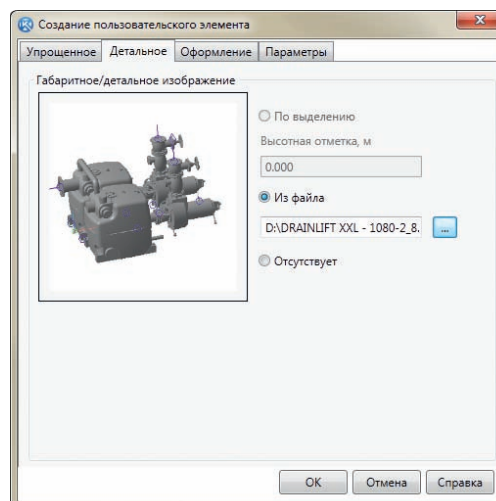 Создание пользовательского элемента
Упрощенное Детальное Оформление Параметры
Габаритное/детальное изображение
По выделению
Высотная отметка, м
0.000
Из файла
D:\DRAINLIFT XXL - 1080-2_8. ...
Отсутствует
OK Отмена Справка